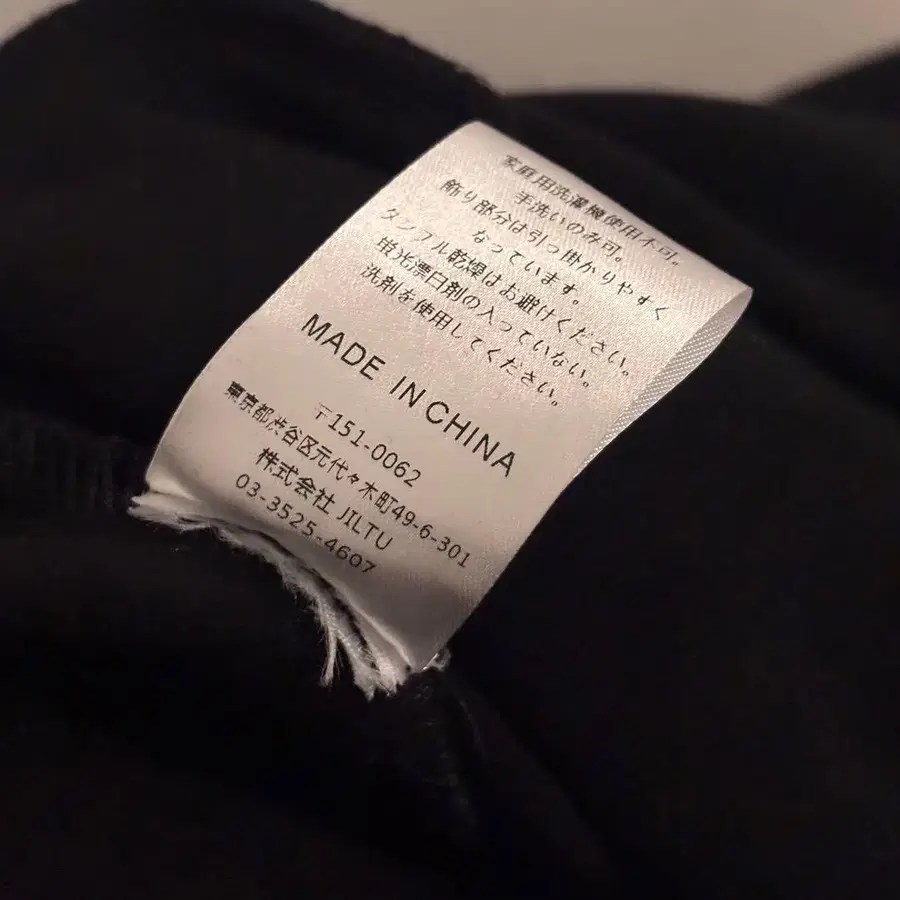 家庭用洗濯機使用不可。
手洗いのみ可。
飾り部分は引っ掛かりやすく
なっています。
タンブル乾燥はお避けください。
蛍光漂白剤の入っていない。
洗剤を使用してください。
MADE IN CHINA
〒151-0062
東京都渋谷区元代々木町49-6-301
株式会社 JILTU
03-3525-4607